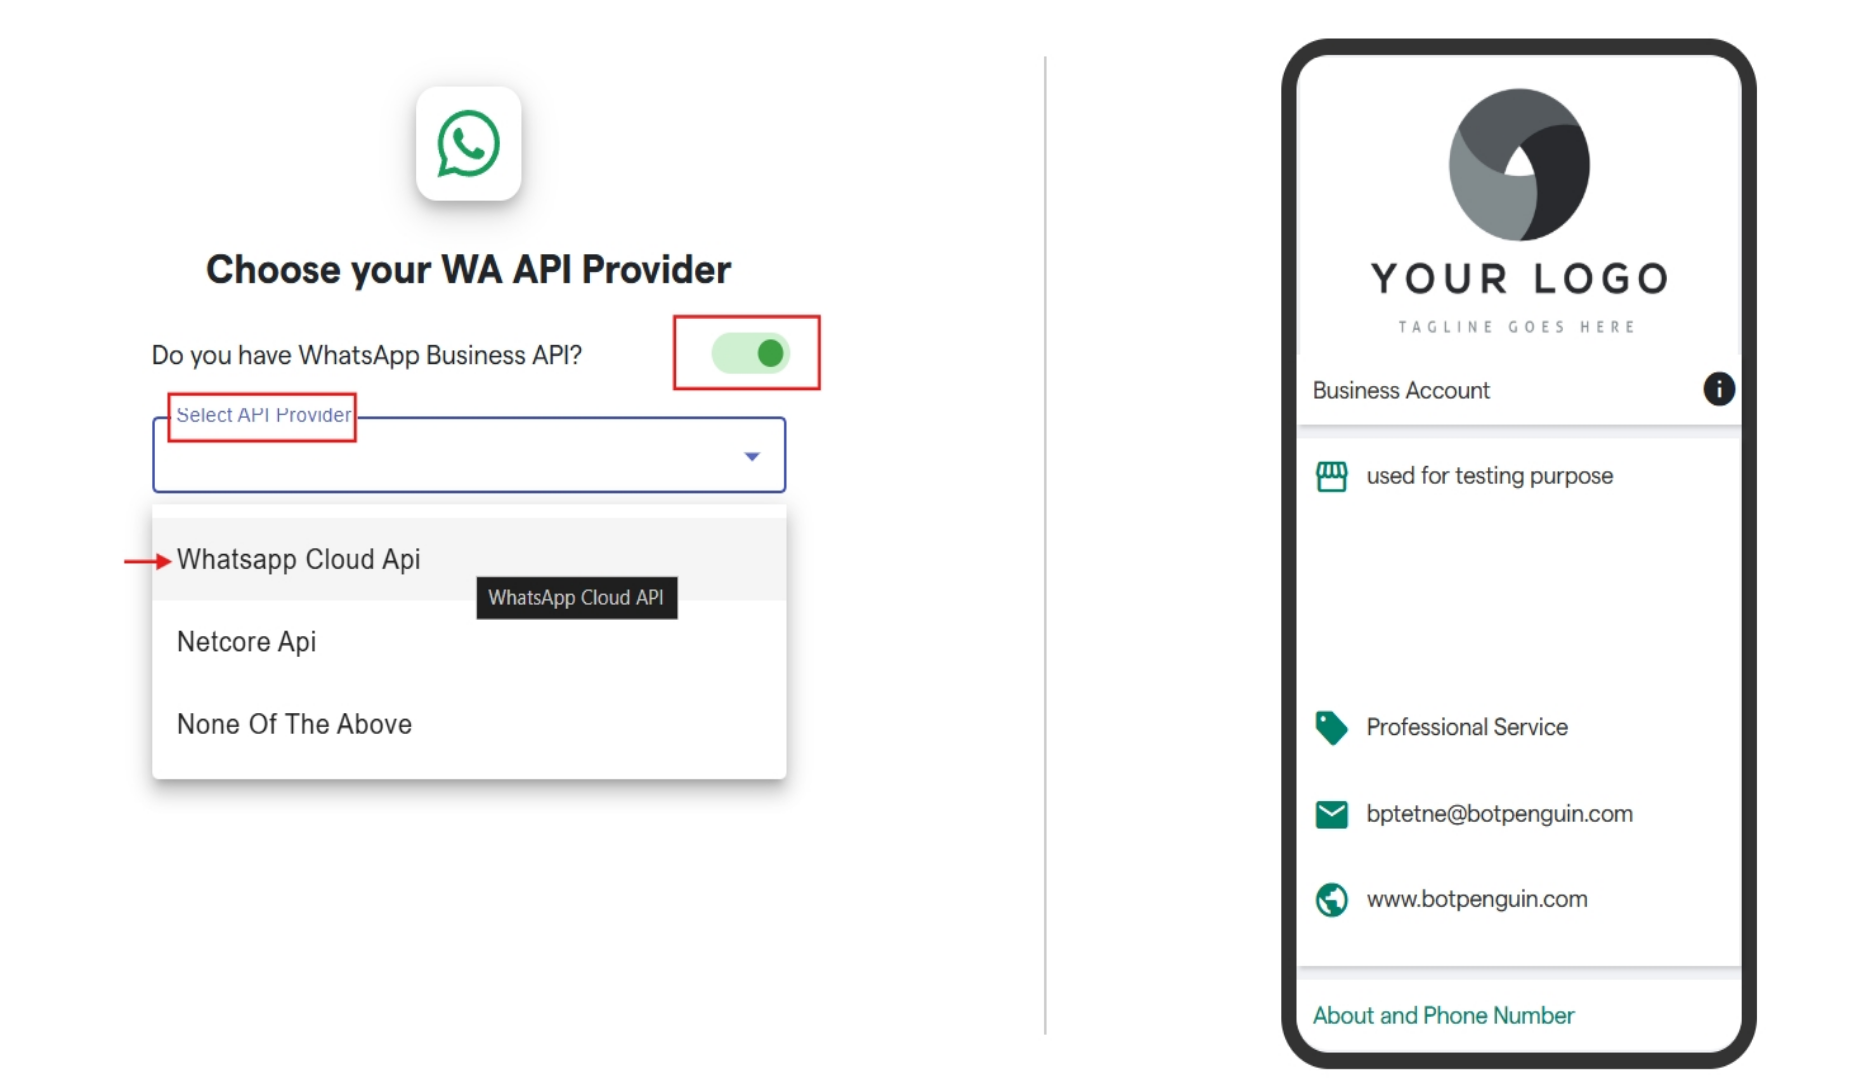 Choose your WA API Provider
Do you have WhatsApp Business API?
Select API Provider
Whatsapp Cloud Api
WhatsApp Cloud API
Netcore Api
None Of The Above
YOUR LOGO
TAGLINE GOES HERE
Business Account
used for testing purpose
Professional Service
bptetne@botpenguin.com
www.botpenguin.com
About and Phone Number